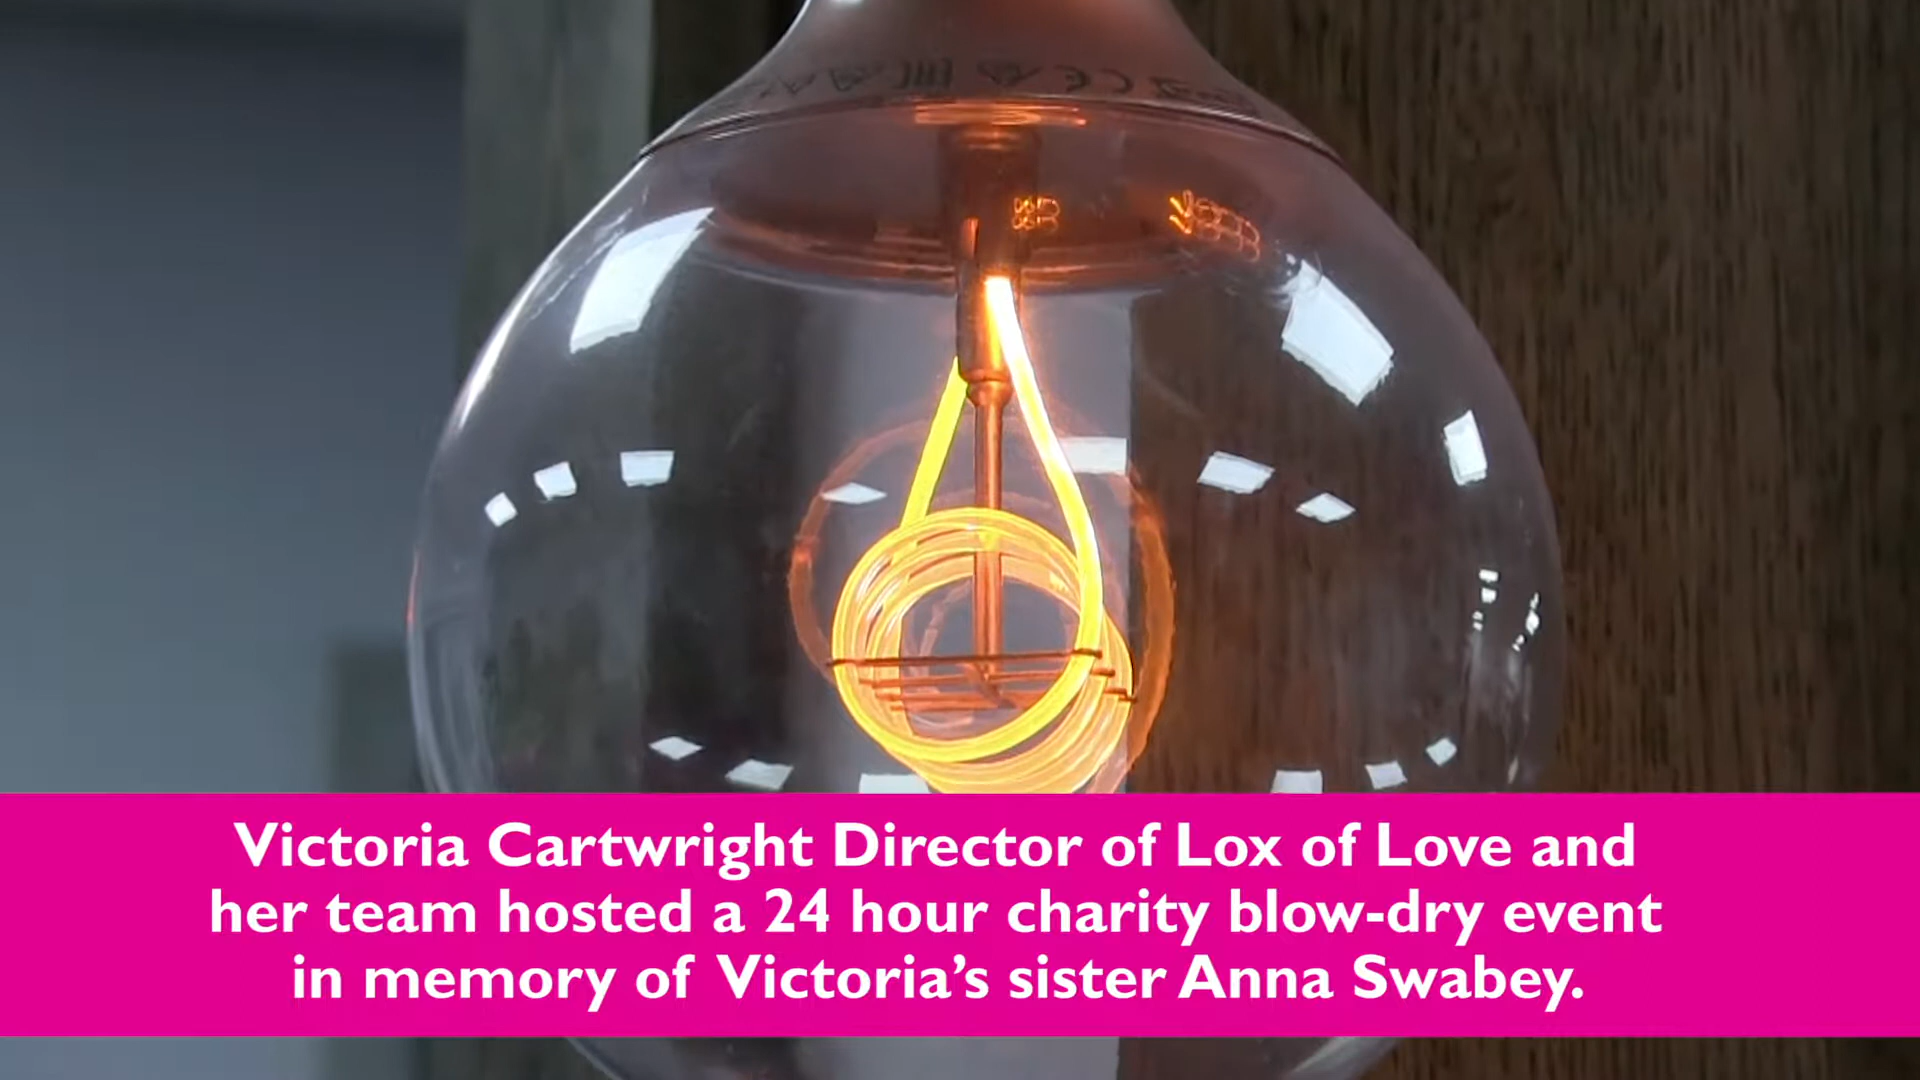 Victoria Cartwright Director of Lox of Love and
her team hosted a 24 hour charity blow-dry event
in memory of Victoria’s sister Anna Swabey.